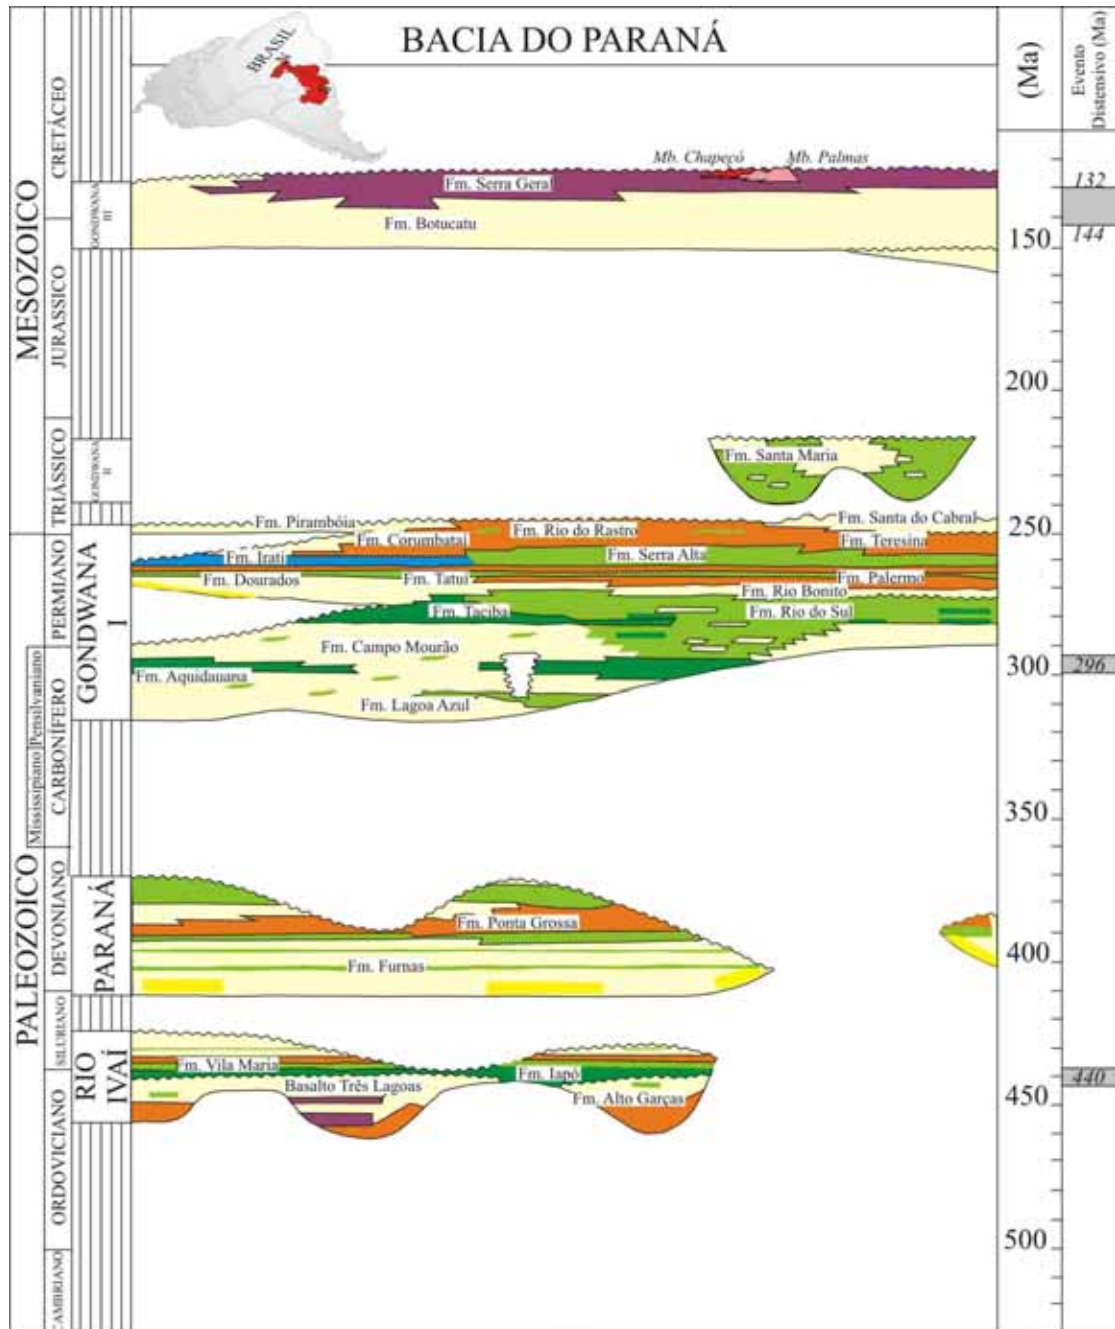 BACIA DO PARANÁ
BRASIL
N
(Ma)
Evento
Distensivo (Ma)
MESOZOICO
CRETÁCEO
JURÁSSICO
TRIÁSSICO
PALEOZOICO
PERMIANO
CARBONÍFERO
Pensilvaniano
Mississipiano
DEVONIANO
SILURIANO
ORDOVICIANO
CAMBRIANO
GONDWANA
III
GONDWANA
II
GONDWANA
I
PARANÁ
RIO
IVAÍ
Mb. Chapecó
Mb. Palmas
Fm. Serra Geral
Fm. Botucatu
Fm. Santa Maria
Fm. Pirambóia
Fm. Santa do Cabral
Fm. Rio do Rastro
Fm. Corumbataí
Fm. Teresina
Fm. Irati
Fm. Serra Alta
Fm. Dourados
Fm. Tatuí
Fm. Palermo
Fm. Rio Bonito
Fm. Taciba
Fm. Rio do Sul
Fm. Campo Mourão
Fm. Aquidauana
Fm. Lagoa Azul
Fm. Ponta Grossa
Fm. Furnas
Fm. Vila Maria
Fm. Iapó
Basalto Três Lagoas
Fm. Alto Garças
150
200
250
300
350
400
450
500
132
144
296
440